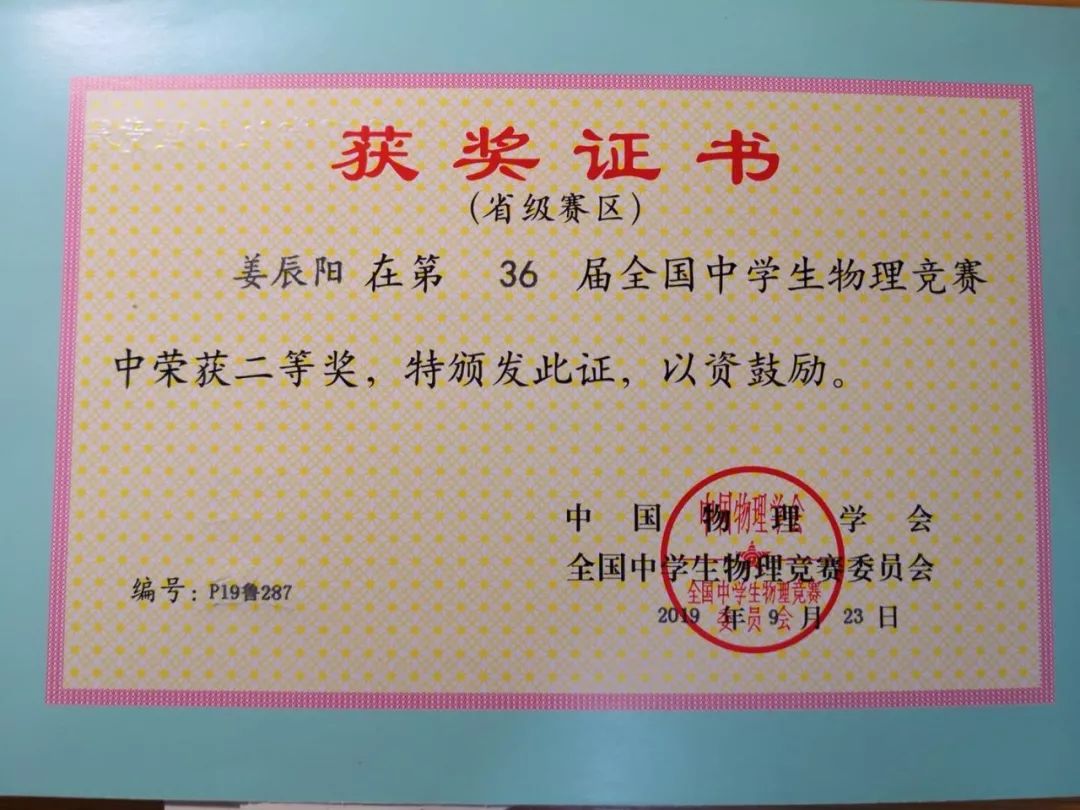 获奖证书
(省级赛区)
姜辰阳 在第 36 届全国中学生物理竞赛
中荣获二等奖，特颁发此证，以资鼓励。
中国物理学会
全国中学生物理竞赛委员会
编号：P19鲁287
2019 年 9 月 23 日
中国物理学会
全国中学生物理竞赛
委员会